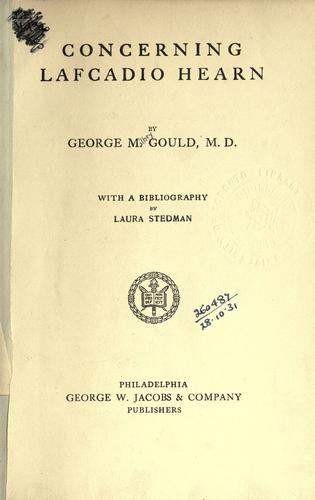 CONCERNING
LAFCADIO HEARN
BY
GEORGE M. GOULD, M. D.
WITH A BIBLIOGRAPHY
BY
LAURA STEDMAN
260487
28.10.31
PHILADELPHIA
GEORGE W. JACOBS & COMPANY
PUBLISHERS